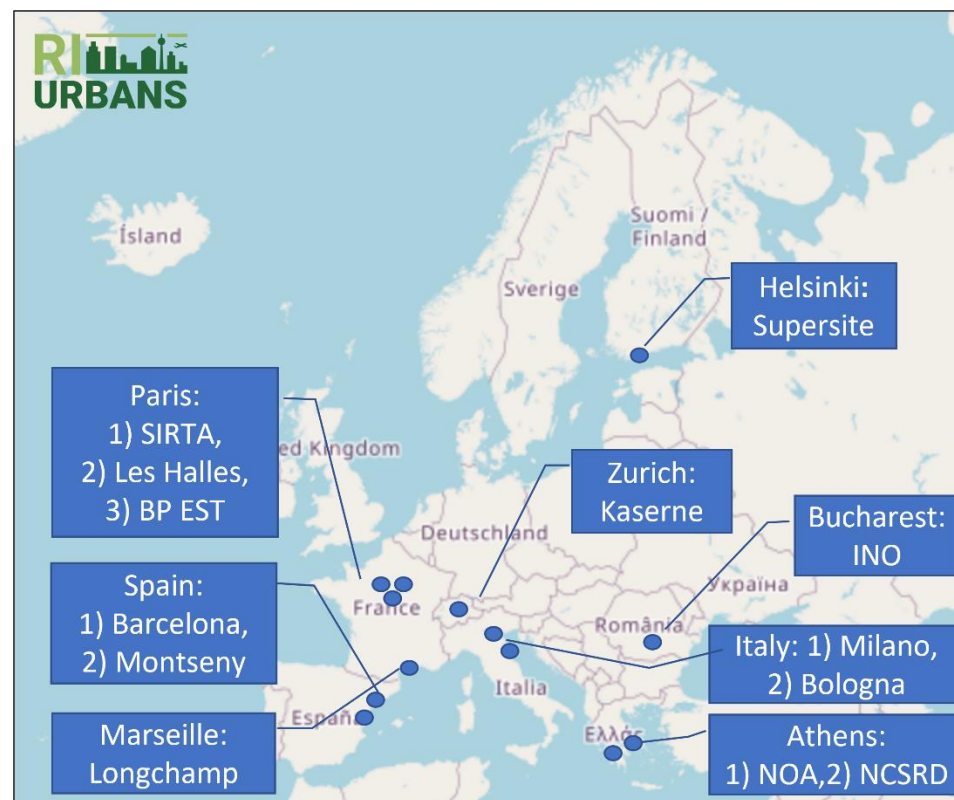 RI
URBANS
Ísland
Suomi /
Finland
Sverige
Helsinki:
Supersite
Paris:
1) SIRTA,
2) Les Halles,
3) BP EST
ed Kingdom
Zurich:
Kaserne
Deutschland
Bucharest:
INO
Україна
France
Spain:
1) Barcelona,
2) Montseny
România
Italy: 1) Milano,
2) Bologna
Italia
España
Marseille:
Longchamp
Ελλάς
Athens:
1) NOA,2) NCSRD